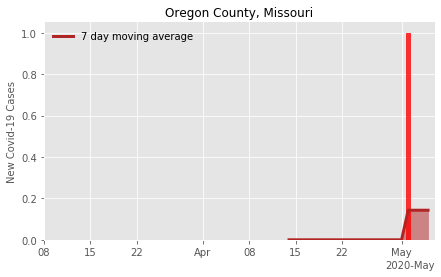 Oregon County, Missouri
7 day moving average
New Covid-19 Cases
1.0
0.8
0.6
0.4
0.2
0.0
08 15 22 Apr 08 15 22 May
2020-May